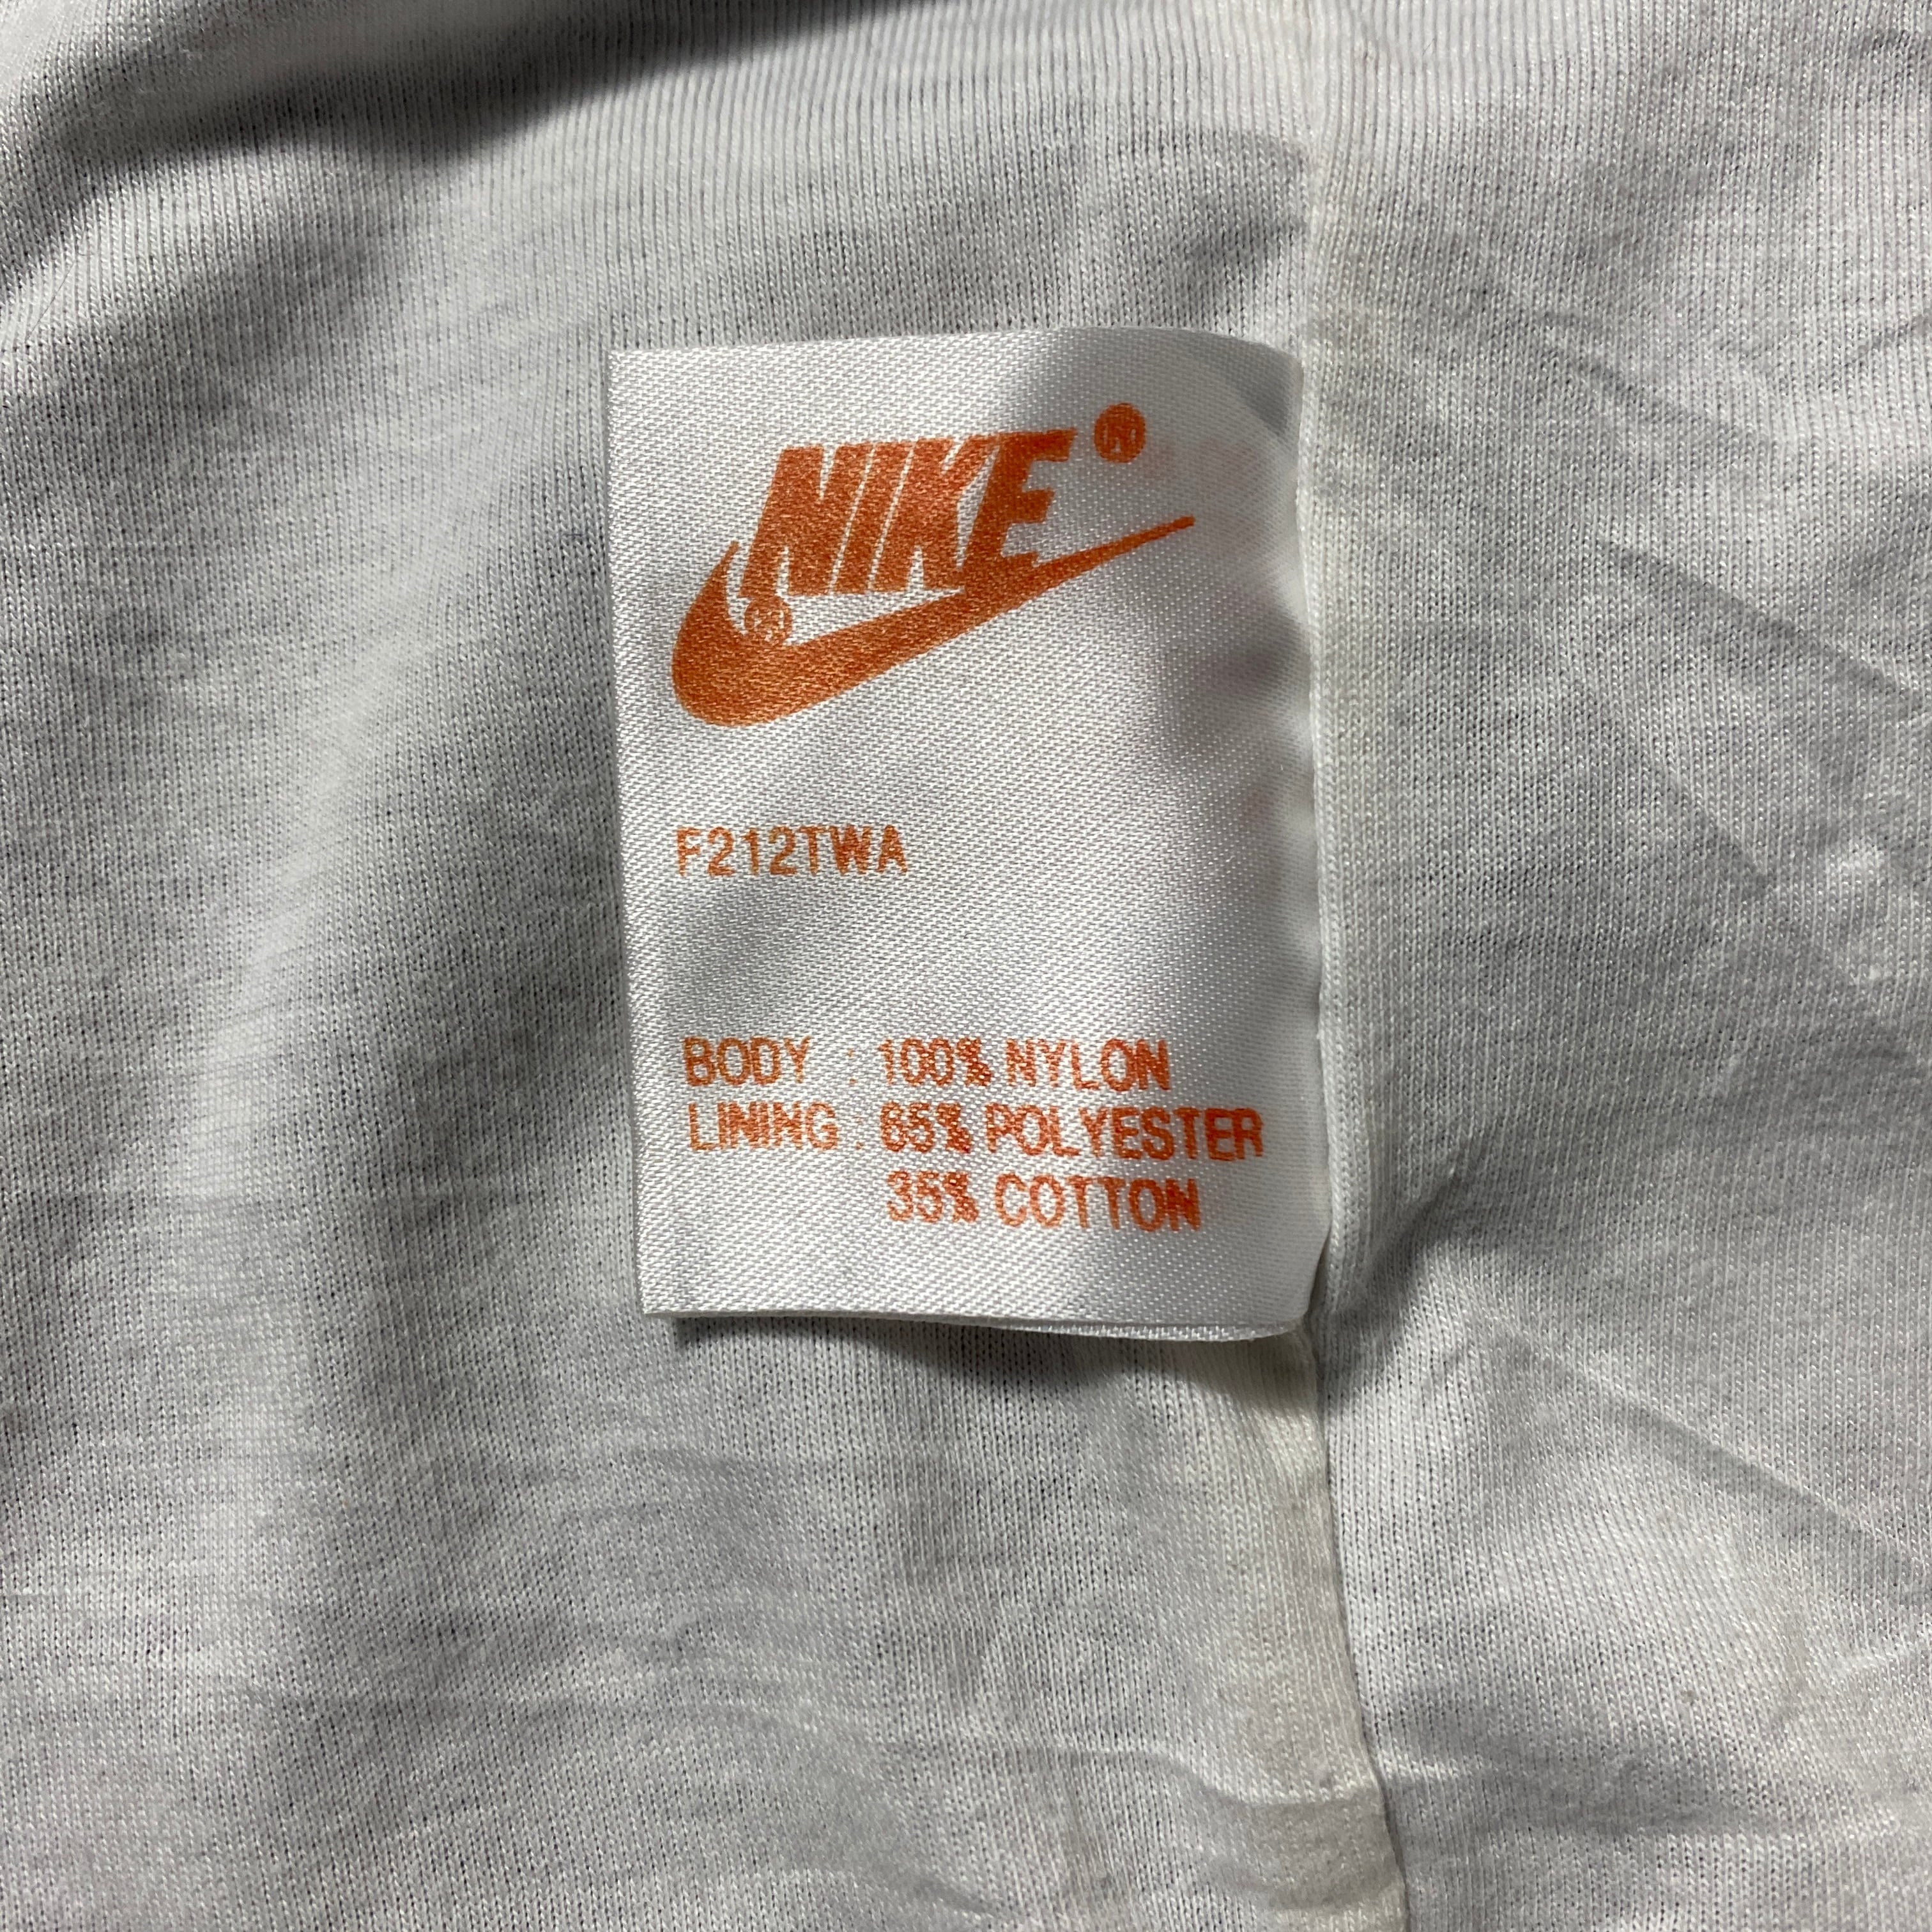 NIKE®
®
F212TWA
BODY : 100% NYLON
LINING : 65% POLYESTER
35% COTTON